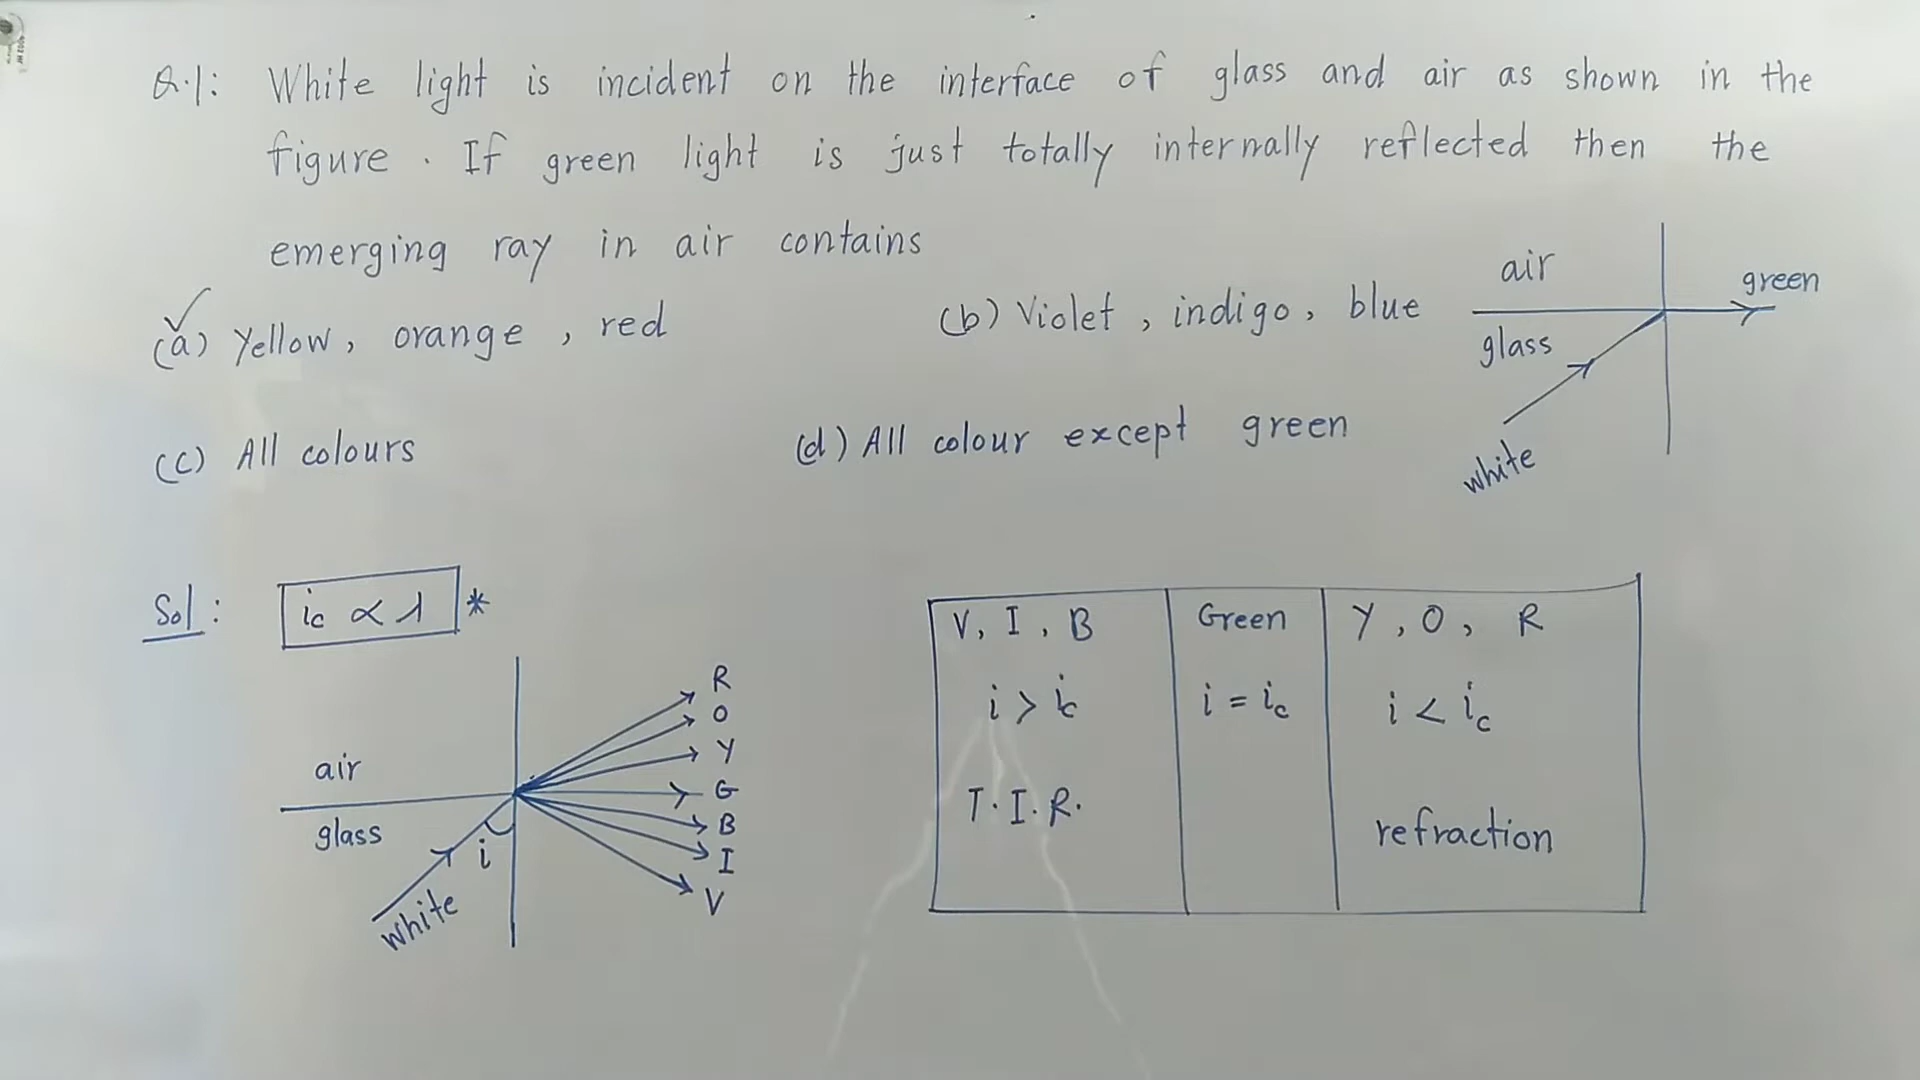 Q.1: White light is incident on the interface of glass and air as shown in the
figure. If green light is just totally internally reflected then the
emerging ray in air contains
✓
(a) Yellow, orange, red
(b) Violet, indigo, blue
(c) All colours
(d) All colour except green
air
glass
green
white
Sol:
ic ∝ λ *
R
O
Y
G
B
I
V
air
glass
i
white
V, I, B
i > ic
T.I.R.
Green
i = ic
Y, O, R
i < ic
refraction